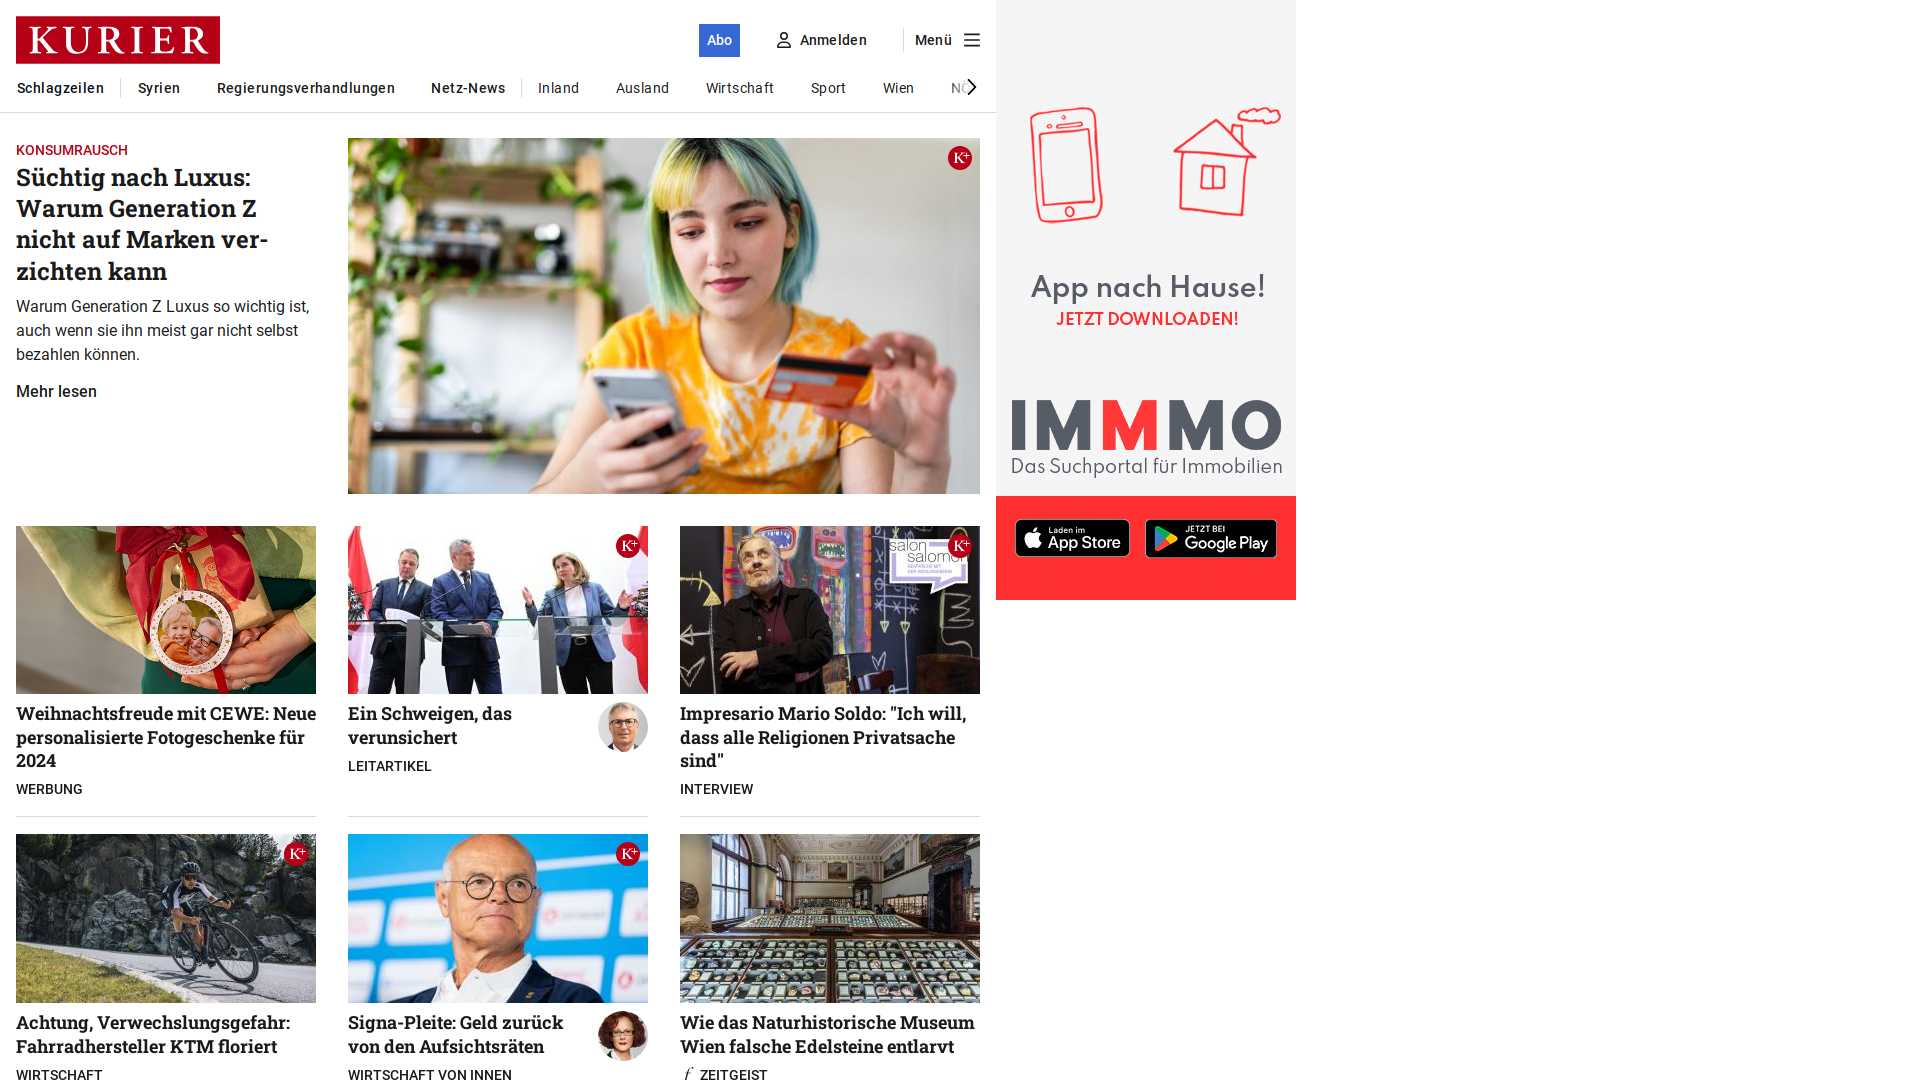 KURIER
Abo
Anmelden
Menü
Schlagzeilen
Syrien
Regierungsverhandlungen
Netz-News
Inland
Ausland
Wirtschaft
Sport
Wien
NÖ
KONSUMRAUSCH
Süchtig nach Luxus:
Warum Generation Z
nicht auf Marken ver-
zichten kann
Warum Generation Z Luxus so wichtig ist,
auch wenn sie ihn meist gar nicht selbst
bezahlen können.
Mehr lesen
K+
App nach Hause!
JETZT DOWNLOADEN!
IMMMO
Das Suchportal für Immobilien
Laden im
App Store
JETZT BEI
Google Play
K+
salon
salomon
K+
Weihnachtsfreude mit CEWE: Neue
personalisierte Fotogeschenke für
2024
WERBUNG
Ein Schweigen, das
verunsichert
LEITARTIKEL
Impresario Mario Soldo: "Ich will,
dass alle Religionen Privatsache
sind"
INTERVIEW
K+
K+
Achtung, Verwechslungsgefahr:
Fahrradhersteller KTM floriert
WIRTSCHAFT
Signa-Pleite: Geld zurück
von den Aufsichtsräten
WIRTSCHAFT VON INNEN
Wie das Naturhistorische Museum
Wien falsche Edelsteine entlarvt
f ZEITGEIST